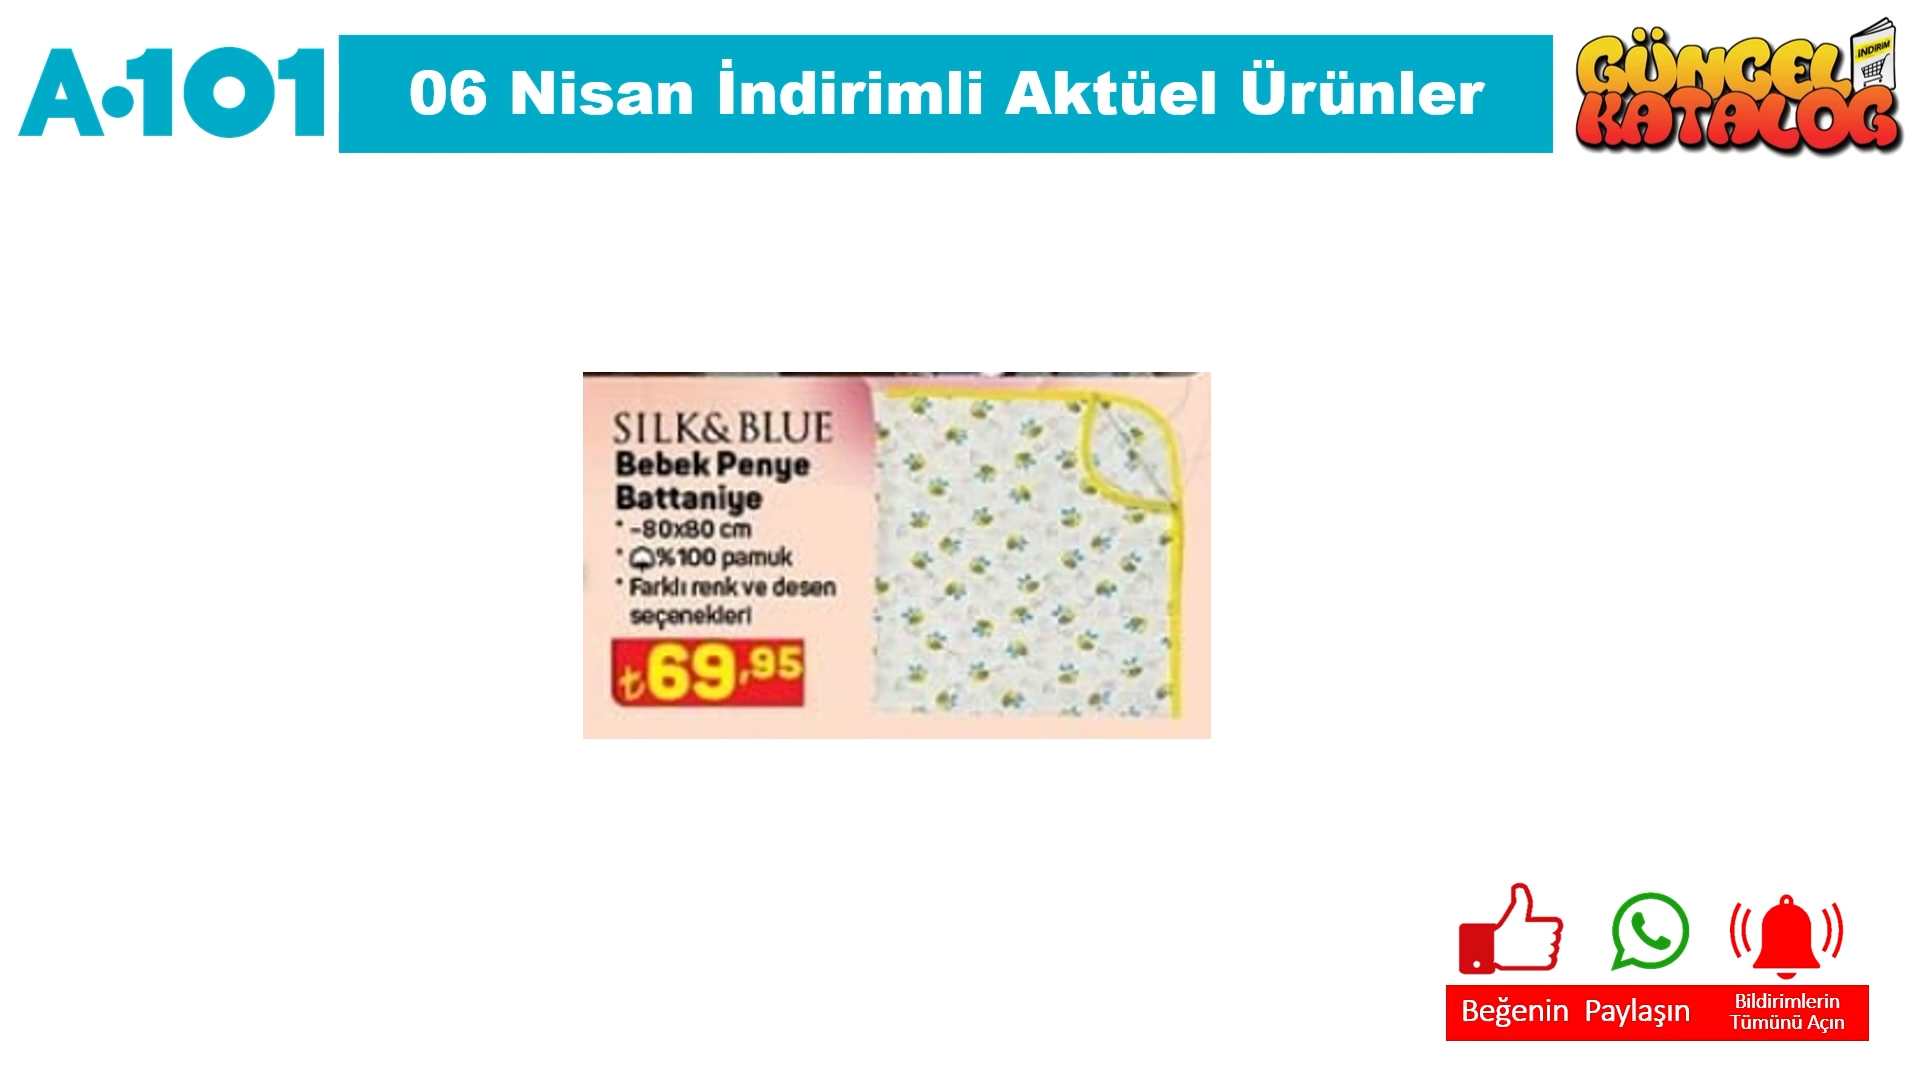 A101
06 Nisan İndirimli Aktüel Ürünler
İNDİRİM
GÜNCEL
KATALOG
SILK&BLUE
Bebek Penye
Battaniye
* ~80x80 cm
* %100 pamuk
* Farklı renk ve desen
seçenekleri
₺69,95
Beğenin Paylaşın
Bildirimlerin
Tümünü Açın